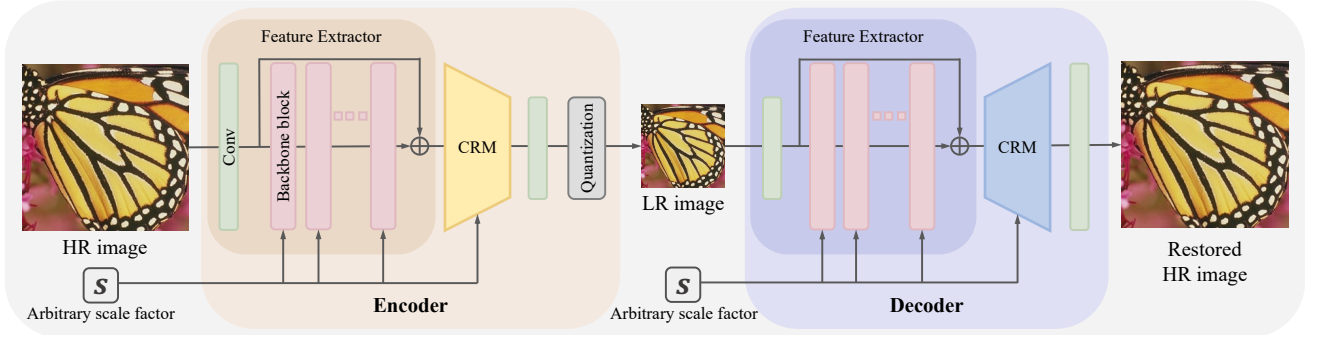 Feature Extractor
Conv
Backbone block
CRM
Quantization
HR image
S
Arbitrary scale factor
Encoder
LR image
Feature Extractor
CRM
S
Arbitrary scale factor
Decoder
Restored
HR image